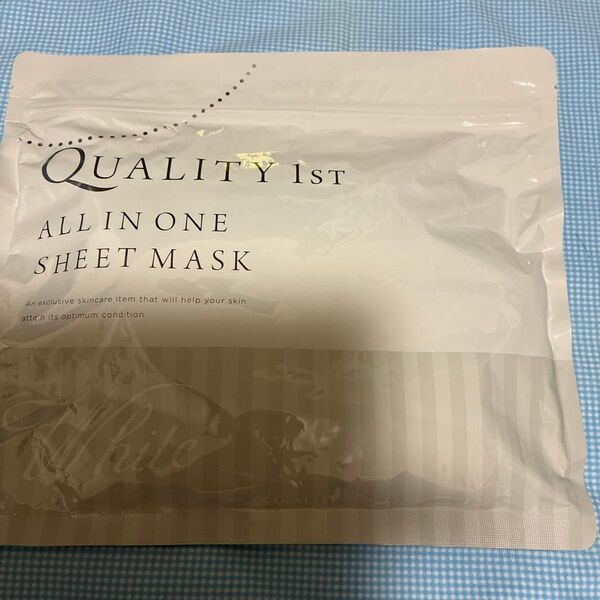 QUALITY 1ST
ALL IN ONE
SHEET MASK
An exclusive skincare item that will help your skin
attain its optimum condition
White